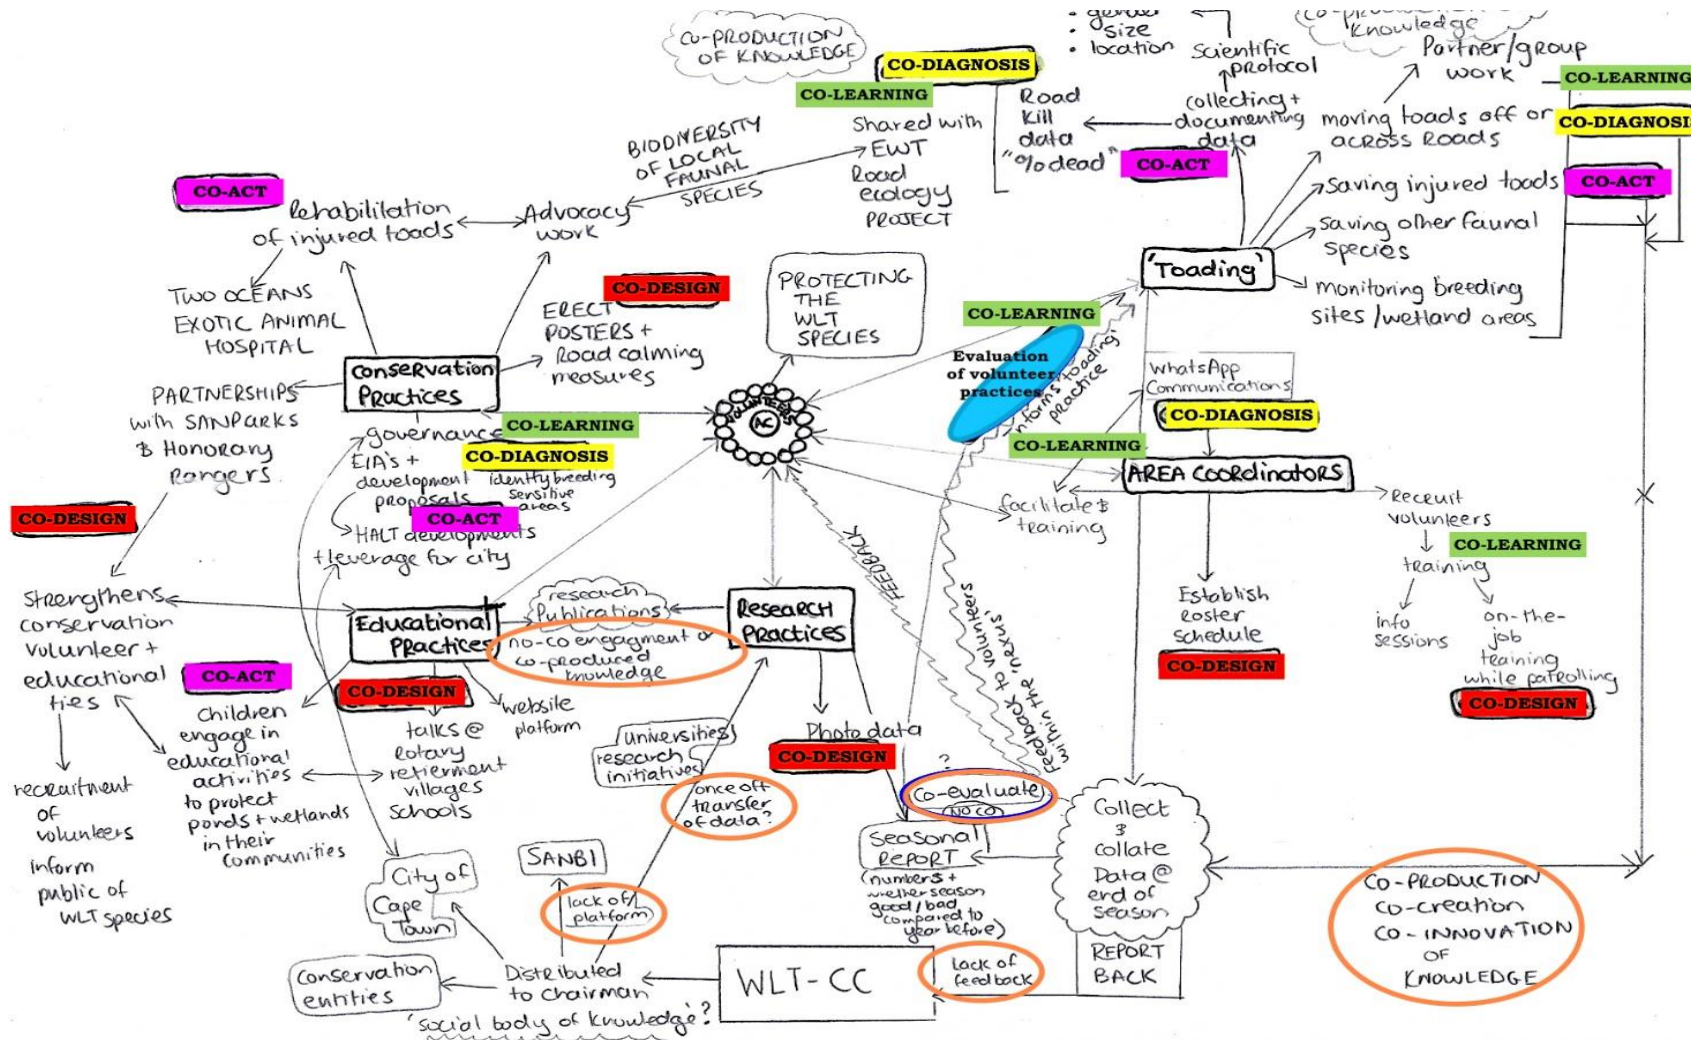 CO-PRODUCTION
OF KNOWLEDGE
CO-DIAGNOSIS
CO-LEARNING
Shared with
EWT
Road
ecology
PROJECT
Road
Kill
data
"% dead"
• gender
• size
• location
Scientific
protocol
collecting +
documenting
data
CO-ACT
Knowledge
Partner/group
work
CO-LEARNING
moving toads off or
across Roads
CO-DIAGNOSIS
saving injured toads
CO-ACT
saving other faunal
species
monitoring breeding
sites/wetland areas
'Toading'
BIODIVERSITY
OF LOCAL
FAUNAL
SPECIES
CO-ACT
Rehabililation
of injured toads
Advocacy
work
TWO OCEANS
EXOTIC ANIMAL
HOSPITAL
CO-DESIGN
ERECT
POSTERS +
Road calming
measures
PROTECTING
THE
WLT
SPECIES
Conservation
Practices
PARTNERSHIPS
with SANPARKS
& Honorary
Rangers
VOLUNTEERS
AC
CO-LEARNING
Evaluation
of volunteer
practices
informs 'toading'
practice
WhatsApp
Communications
CO-DIAGNOSIS
CO-LEARNING
AREA COORDINATORS
facilitate &
training
Recruit
volunteers
CO-LEARNING
training
info
sessions
on-the-
job
training
while patrolling
CO-DESIGN
Establish
roster
schedule
CO-DESIGN
governance
CO-LEARNING
EIA's +
development
proposals
CO-DIAGNOSIS
identify breeding
sensitive
areas
CO-ACT
HALT developments
+ leverage for city
CO-DESIGN
Strengthens
conservation
volunteer +
educational
ties
recruitment
of
volunteers
inform
public of
WLT species
Educational
Practices
research
Publications
no-co engagment or
co-produced
knowledge
RESEARCH
PRACTICES
CO-ACT
children
engage in
educational
activities
to protect
ponds + wetlands
in their
communities
CO-DESIGN
talks @
rotary
retierment
villages
schools
website
platform
universities
research
initiatives
once off
transfer
of data?
Photo data
CO-DESIGN
FEEDBACK
Feedback to volunteers
within the 'nexus'
co-evaluate
NO CO
Seasonal
REPORT
(numbers +
whether season
good/bad
compared to
year before)
Collect
&
collate
Data @
end of
season
REPORT
BACK
CO-PRODUCTION
CO-creation
CO-INNOVATION
OF
KNOWLEDGE
lack of
feedback
WLT-CC
SANBI
lack of
platform
City of
Cape
Town
Conservation
entities
Distributed
to chairman
'social body of knowledge'?